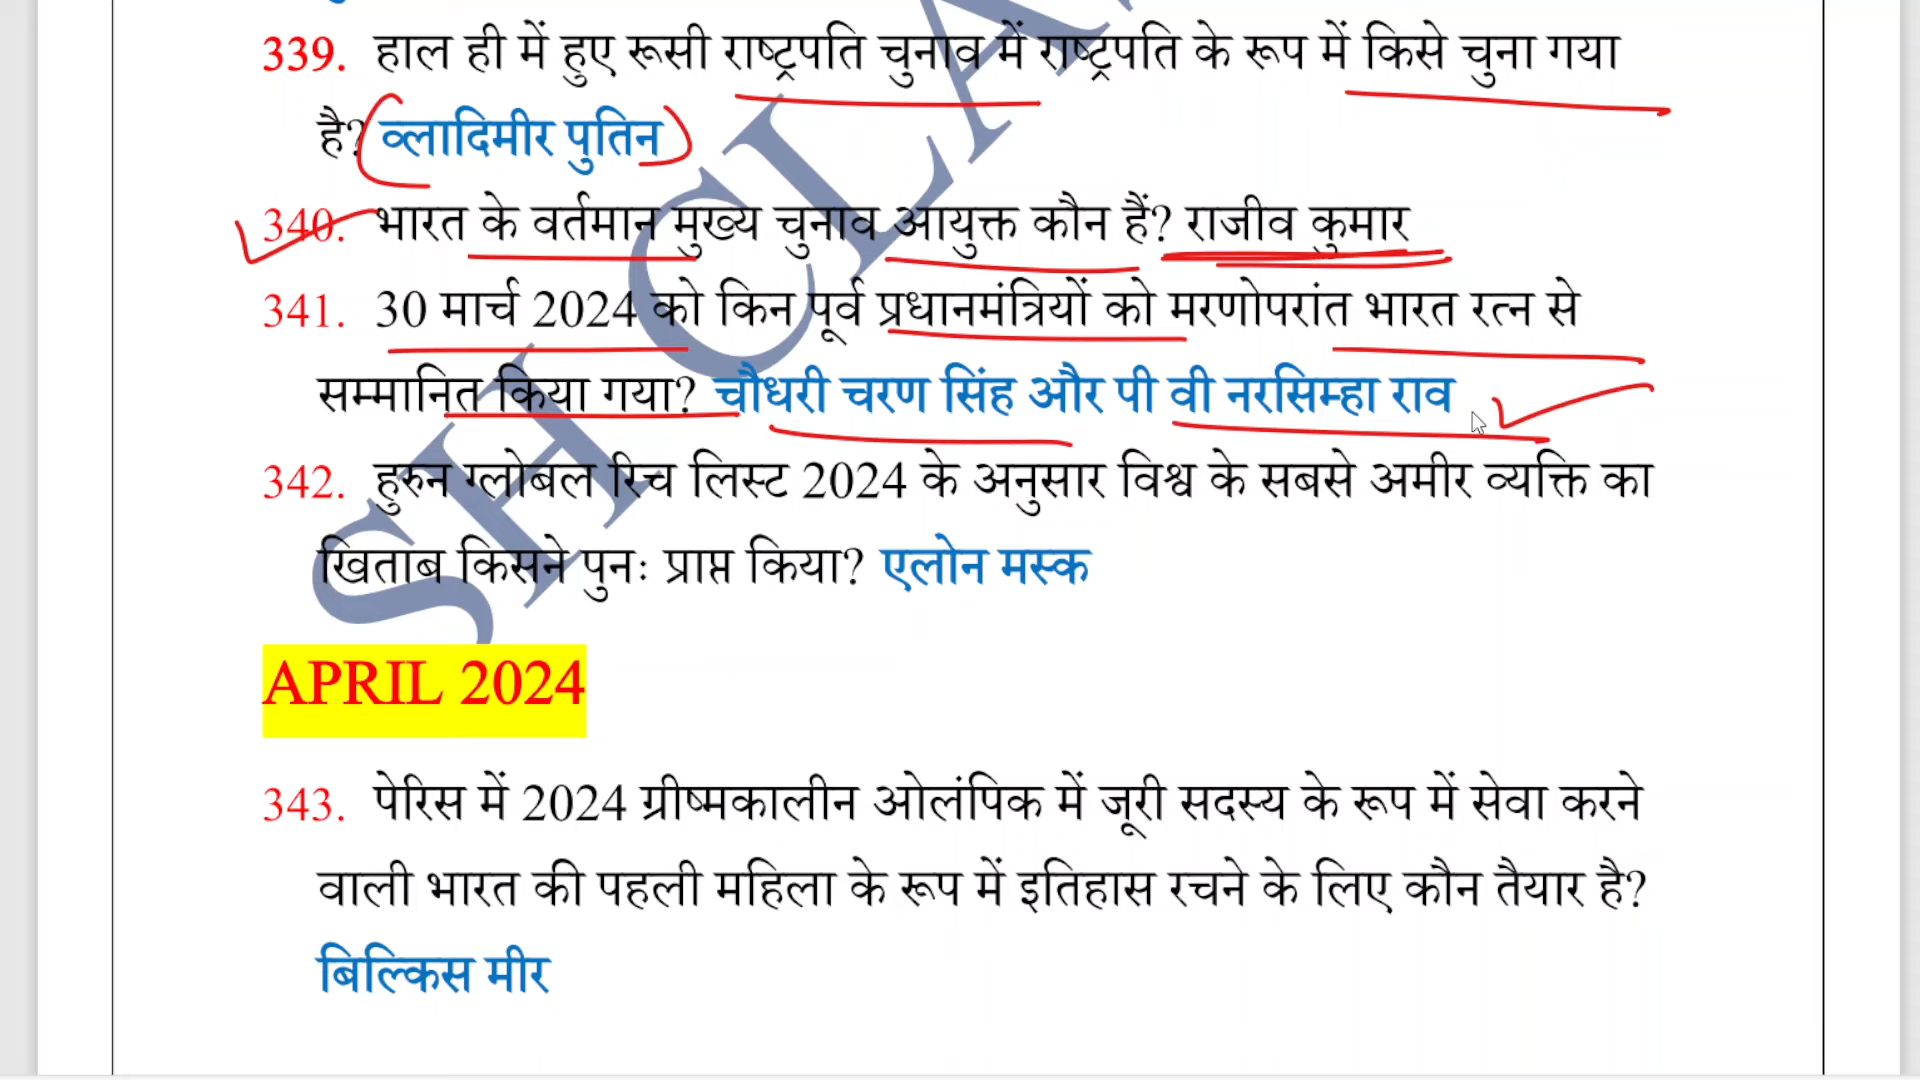 339. हाल ही में हुए रूसी राष्ट्रपति चुनाव में राष्ट्रपति के रूप में किसे चुना गया
है? व्लादिमीर पुतिन
340. भारत के वर्तमान मुख्य चुनाव आयुक्त कौन हैं? राजीव कुमार
341. 30 मार्च 2024 को किन पूर्व प्रधानमंत्रियों को मरणोपरांत भारत रत्न से
सम्मानित किया गया? चौधरी चरण सिंह और पी वी नरसिम्हा राव
342. हुरुन ग्लोबल रिच लिस्ट 2024 के अनुसार विश्व के सबसे अमीर व्यक्ति का
खिताब किसने पुनः प्राप्त किया? एलोन मस्क
APRIL 2024
343. पेरिस में 2024 ग्रीष्मकालीन ओलंपिक में जूरी सदस्य के रूप में सेवा करने
वाली भारत की पहली महिला के रूप में इतिहास रचने के लिए कौन तैयार है?
बिल्किस मीर
SH CLA